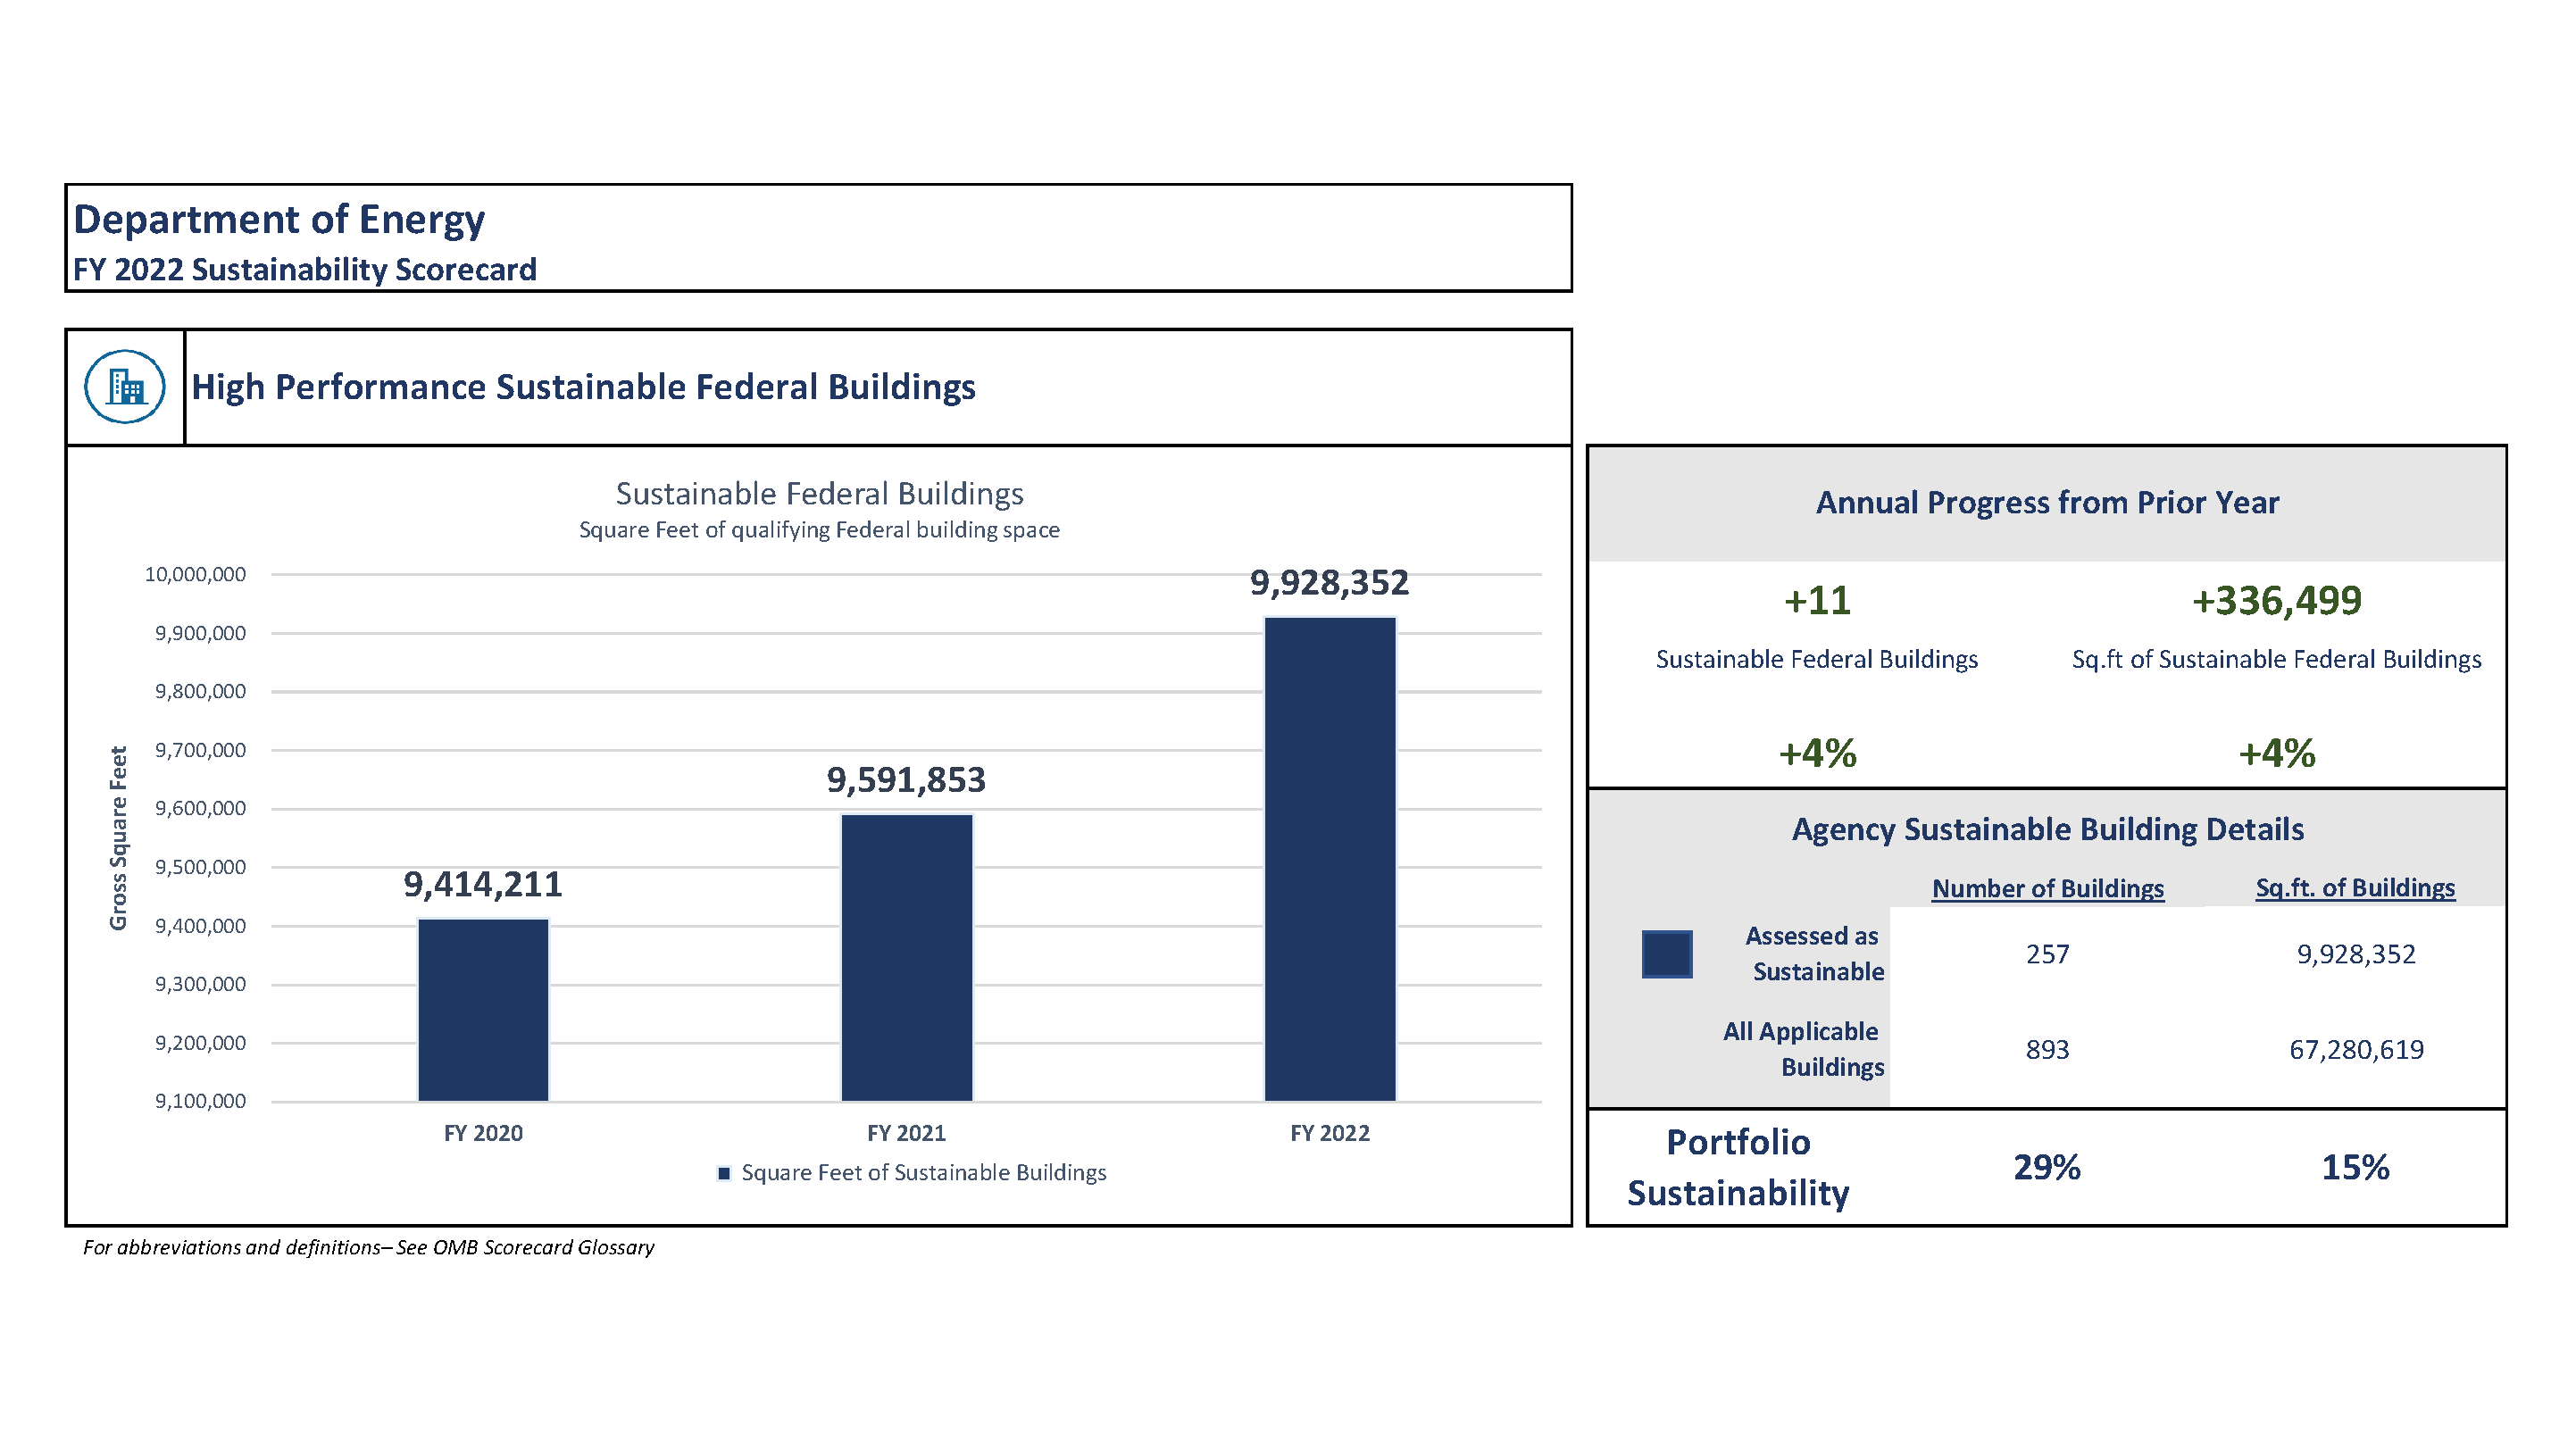 Department of Energy
FY 2022 Sustainability Scorecard
High Performance Sustainable Federal Buildings
Sustainable Federal Buildings
Square Feet of qualifying Federal building space
Gross Square Feet
10,000,000
9,900,000
9,800,000
9,700,000
9,600,000
9,500,000
9,400,000
9,300,000
9,200,000
9,100,000
9,414,211
9,591,853
9,928,352
FY 2020
FY 2021
FY 2022
Square Feet of Sustainable Buildings
Annual Progress from Prior Year
+11
+336,499
Sustainable Federal Buildings
Sq.ft of Sustainable Federal Buildings
+4%
+4%
Agency Sustainable Building Details
Number of Buildings
Sq.ft. of Buildings
Assessed as
Sustainable
257
9,928,352
All Applicable
Buildings
893
67,280,619
Portfolio
Sustainability
29%
15%
For abbreviations and definitions– See OMB Scorecard Glossary